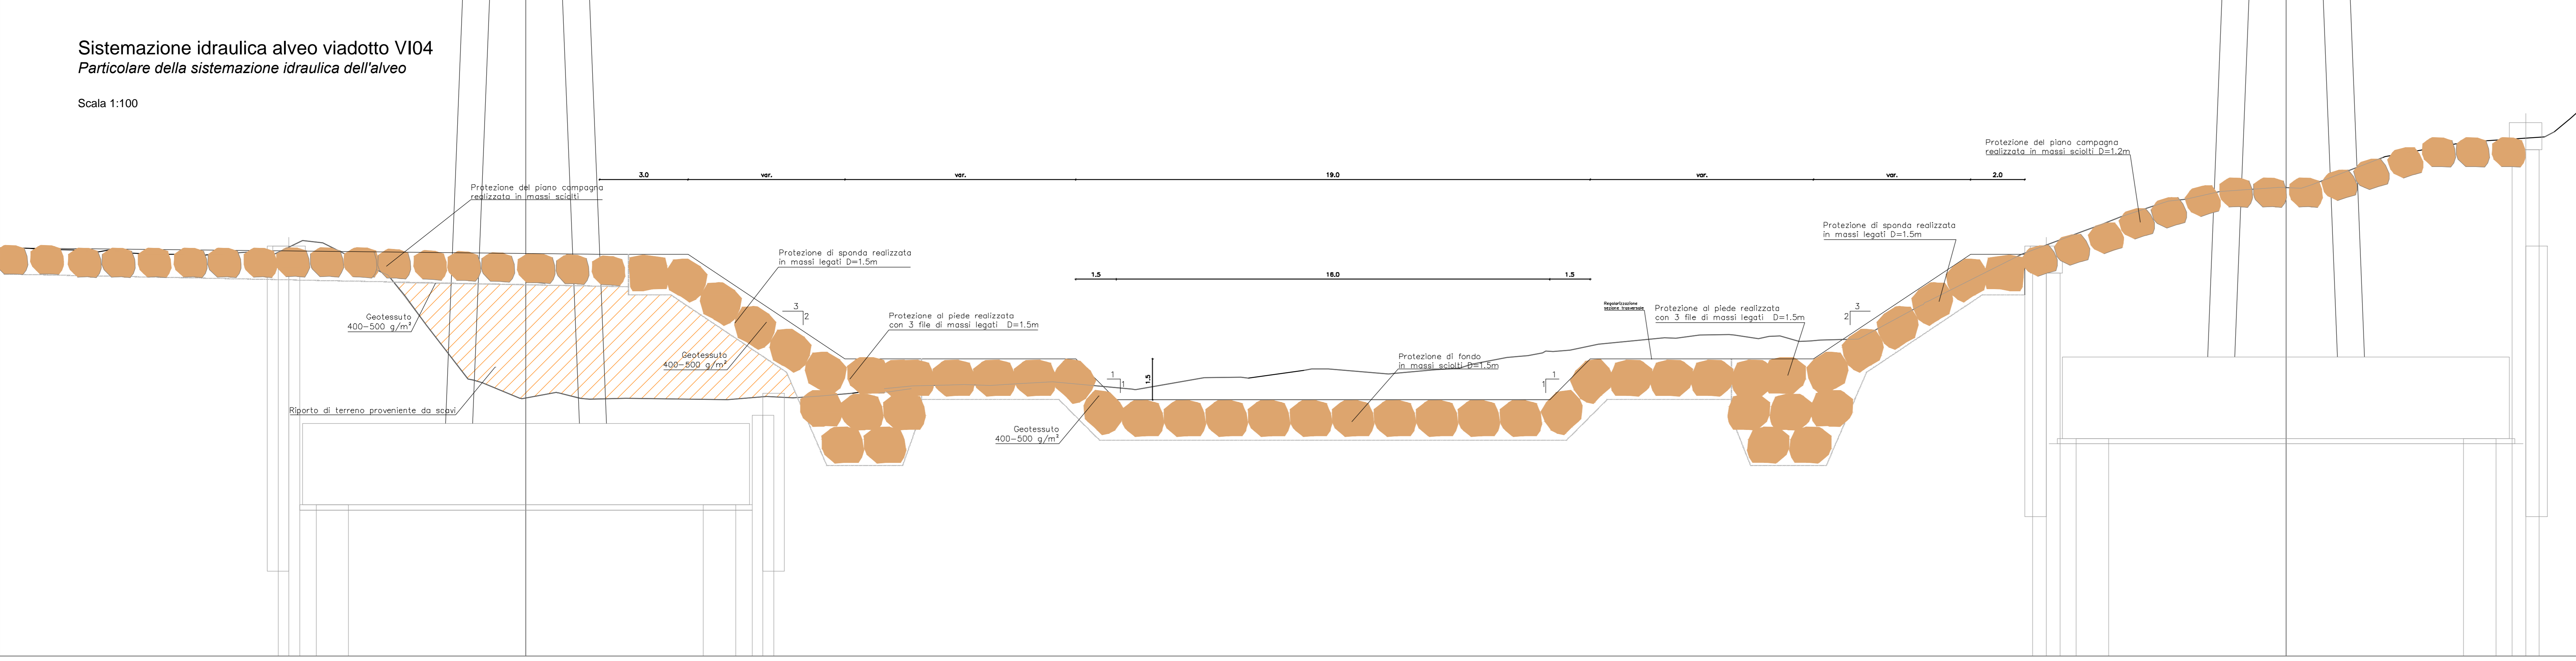 Sistemazione idraulica alveo viadotto VI04
Particolare della sistemazione idraulica dell'alveo
Scala 1:100
Protezione del piano campagna
realizzata in massi sciolti D=1.2m
3.0
var.
var.
19.0
var.
var.
2.0
Protezione del piano campagna
realizzata in massi sciolti
Protezione di sponda realizzata
in massi legati D=1.5m
Protezione di sponda realizzata
in massi legati D=1.5m
1.5
16.0
1.5
Regolarizzazione
sezione trasversale
Protezione al piede realizzata
con 3 file di massi legati D=1.5m
Protezione al piede realizzata
con 3 file di massi legati D=1.5m
3
2
3
2
Geotessuto
400-500 g/m²
Geotessuto
400-500 g/m²
Protezione di fondo
in massi sciolti D=1.5m
1
1
1.5
1
1
Riporto di terreno proveniente da scavi
Geotessuto
400-500 g/m²